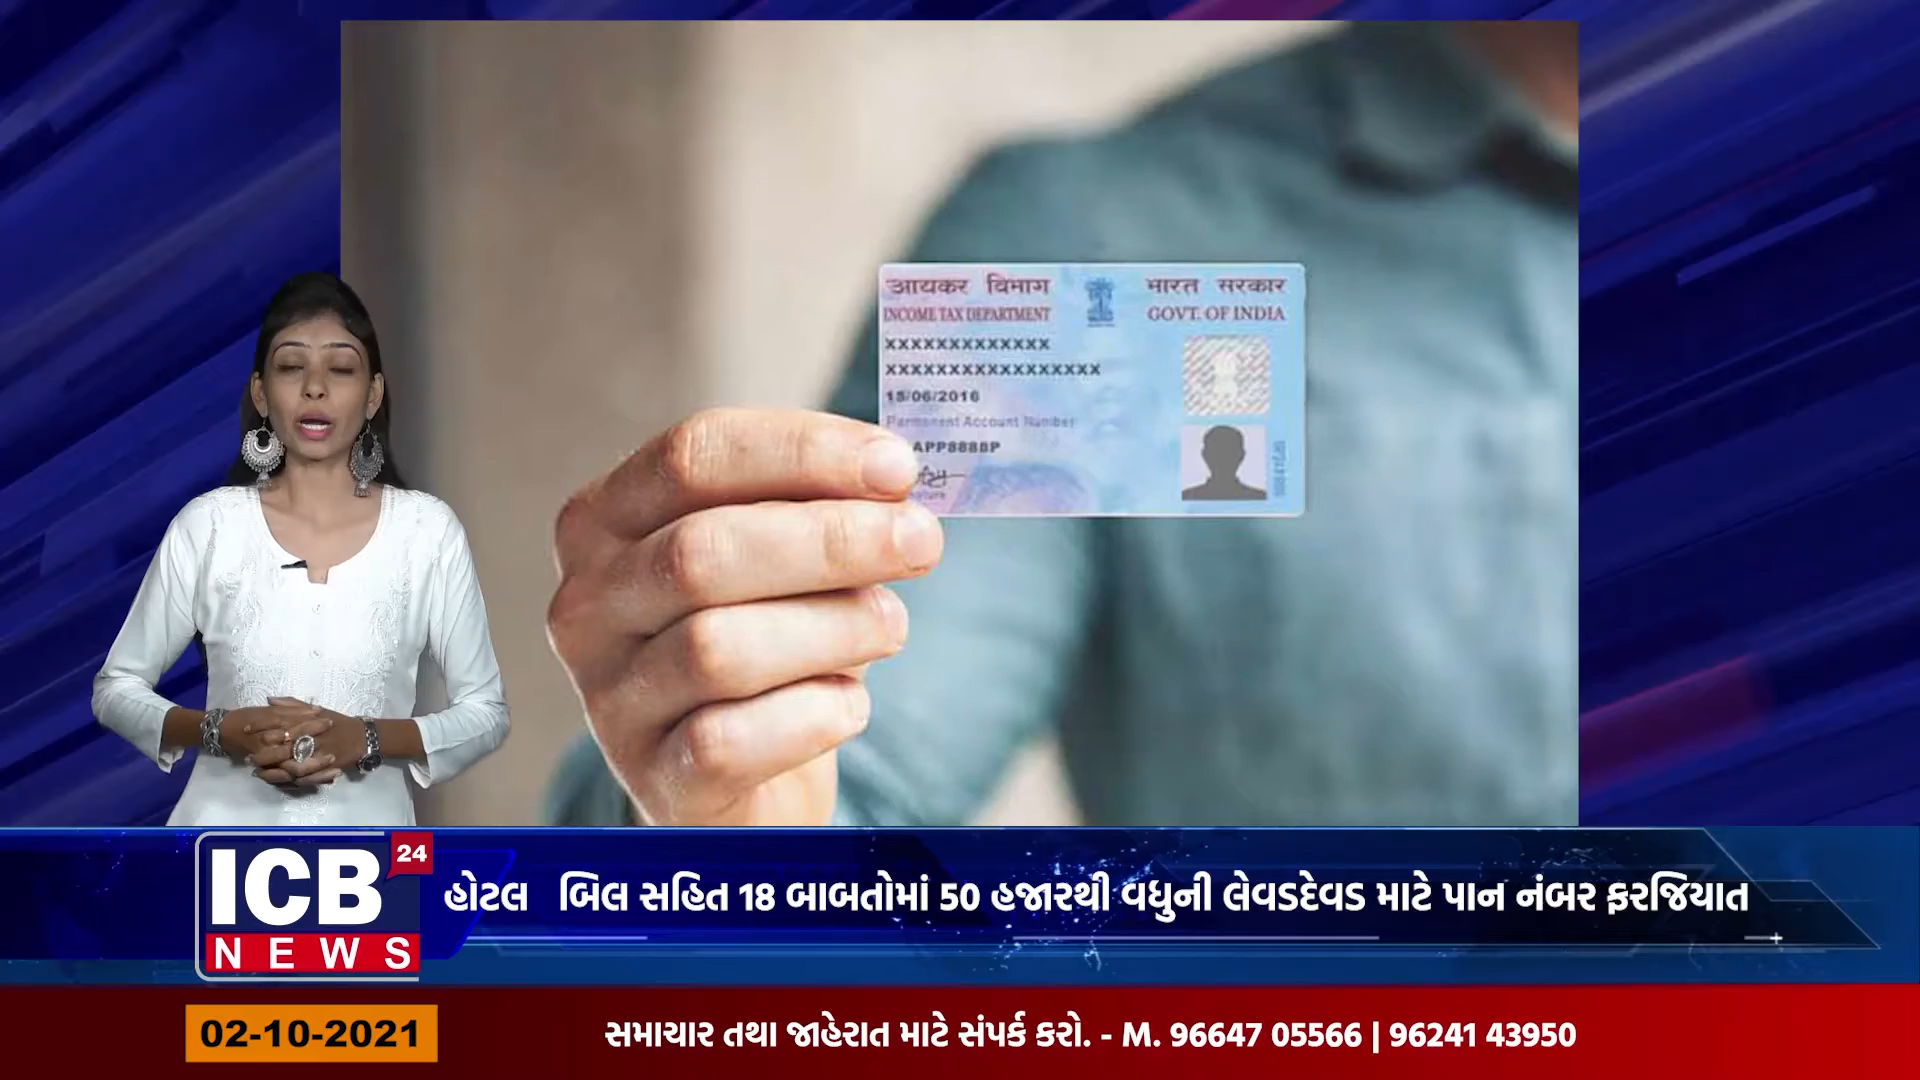 आयकर विभाग
भारत सरकार
INCOME TAX DEPARTMENT
GOVT. OF INDIA
XXXXXXXXXXXXX
XXXXXXXXXXXXXXXXX
15/06/2016
Permanent Account Number
APP8888P
ICB 24
NEWS
હોટલ બિલ સહિત 18 બાબતોમાં 50 હજારથી વધુની લેવડદેવડ માટે પાન નંબર ફરજિયાત
02-10-2021
સમાચાર તથા જાહેરાત માટે સંપર્ક કરો. - M. 96647 05566 | 96241 43950